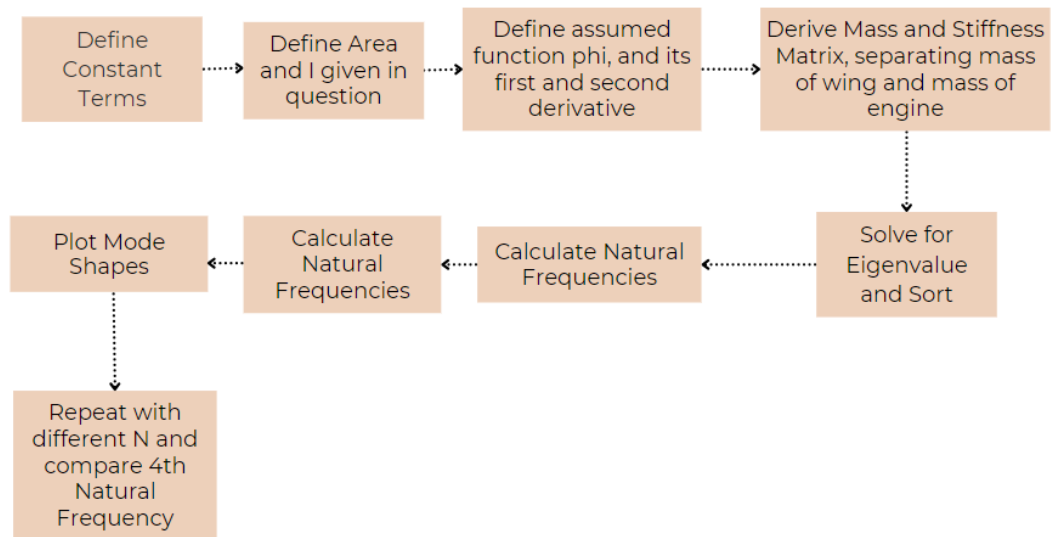 Define
Constant
Terms
Define Area
and I given in
question
Define assumed
function phi, and its
first and second
derivative
Derive Mass and Stiffness
Matrix, separating mass
of wing and mass of
engine
Solve for
Eigenvalue
and Sort
Calculate Natural
Frequencies
Calculate
Natural
Frequencies
Plot Mode
Shapes
Repeat with
different N and
compare 4th
Natural
Frequency